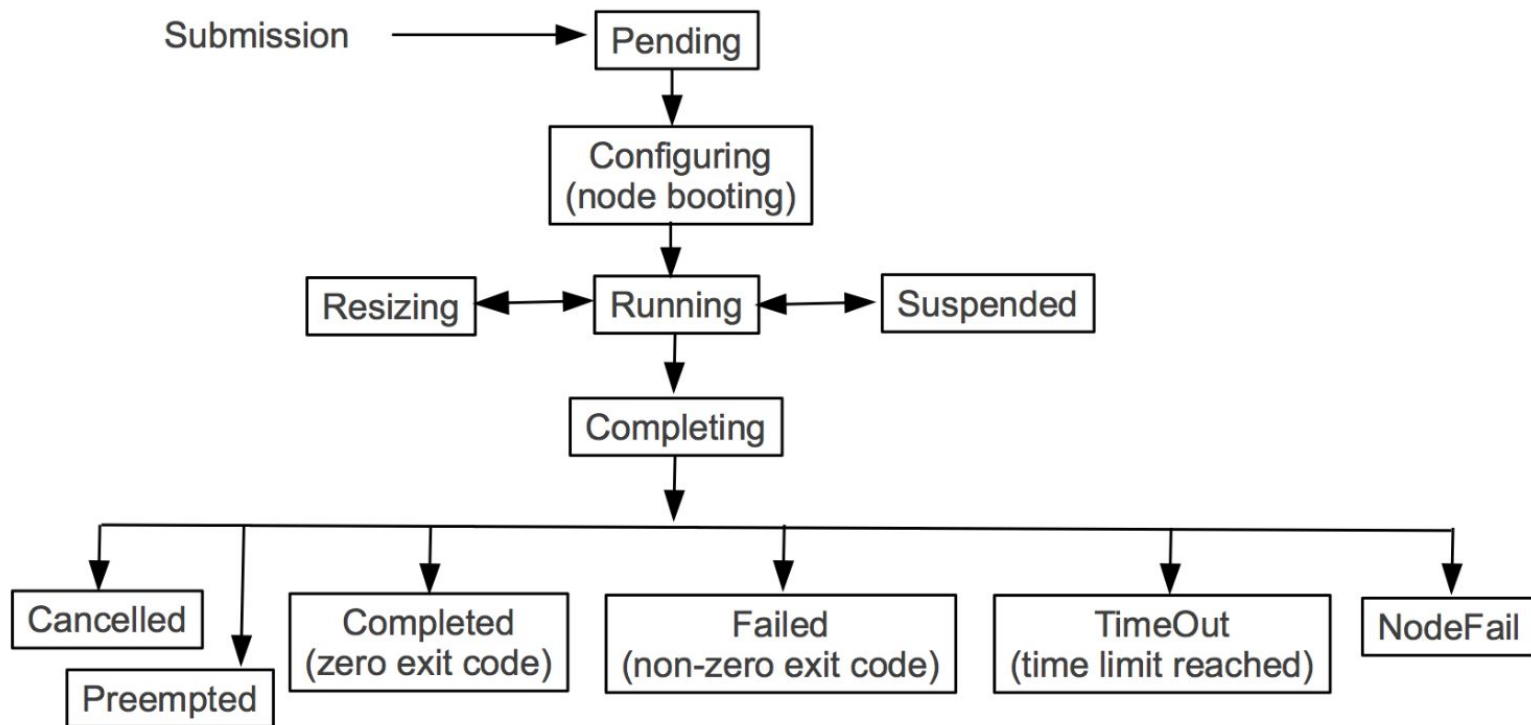 Submission
Pending
Configuring
(node booting)
Resizing
Running
Suspended
Completing
Cancelled
Preempted
Completed
(zero exit code)
Failed
(non-zero exit code)
TimeOut
(time limit reached)
NodeFail